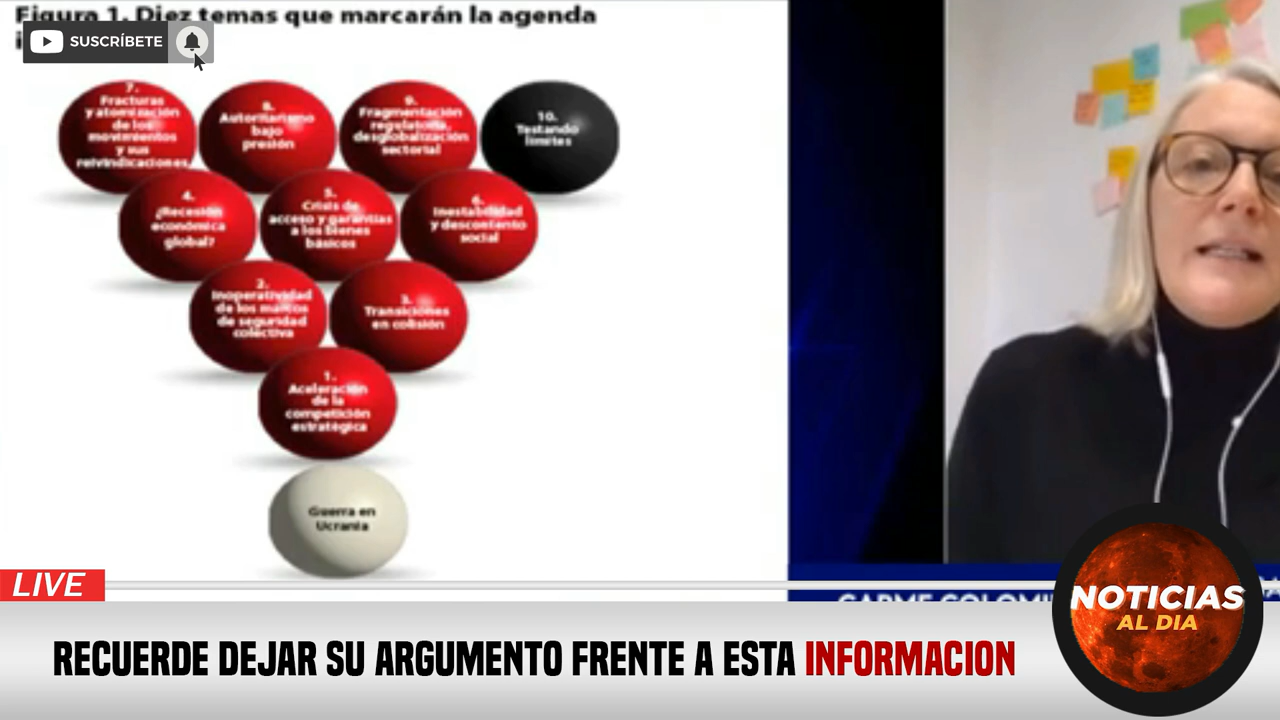 Figura 1. Diez temas que marcarán la agenda
SUSCRÍBETE
7.
Fracturas
y atomización
de los
movimientos
y sus
reivindicaciones
8.
Autoritarismo
bajo
presión
9.
Fragmentación
regulatoria,
desglobalización
sectorial
10.
Testando
límites
4.
¿Recesión
económica
global?
5.
Crisis de
acceso y garantías
a los bienes
básicos
6.
Inestabilidad
y descontento
social
2.
Inoperatividad
de los marcos
de seguridad
colectiva
3.
Transiciones
en colisión
1.
Aceleración
de la
competición
estratégica
Guerra en
Ucrania
LIVE
CARME
NOTICIAS
AL DIA
RECUERDE DEJAR SU ARGUMENTO FRENTE A ESTA INFORMACION